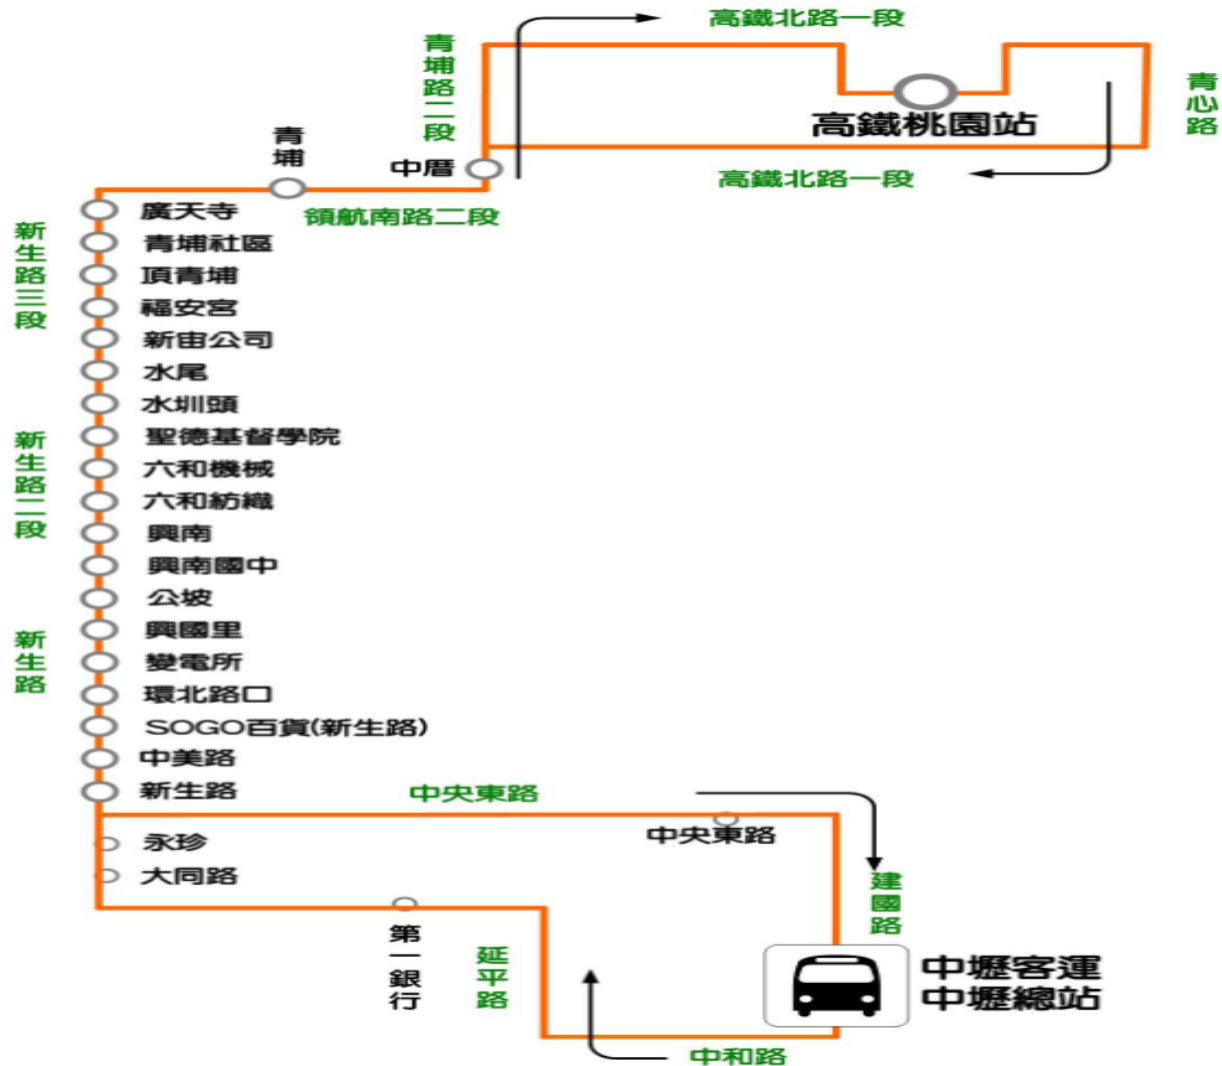 高鐵北路一段
青埔路二段
青心路
高鐵桃園站
青埔
中厝
高鐵北路一段
領航南路二段
新生路三段
廣天寺
青埔社區
頂青埔
福安宮
新宙公司
水尾
水圳頭
新生路二段
聖德基督學院
六和機械
六和紡織
興南
興南國中
公坡
新生路
興國里
變電所
環北路口
SOGO百貨(新生路)
中美路
新生路
中央東路
中央東路
永珍
大同路
建國路
第一銀行
延平路
中壢客運
中壢總站
中和路